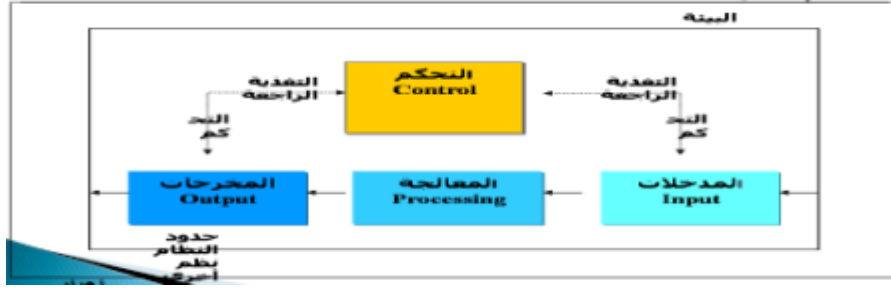 البيئة
التحكم
Control
التغذية
الراجعة
التغذية
الراجعة
التح
كم
التح
كم
المدخلات
Input
المعالجة
Processing
المخرجات
Output
حدود
النظام
نظم
أخرى